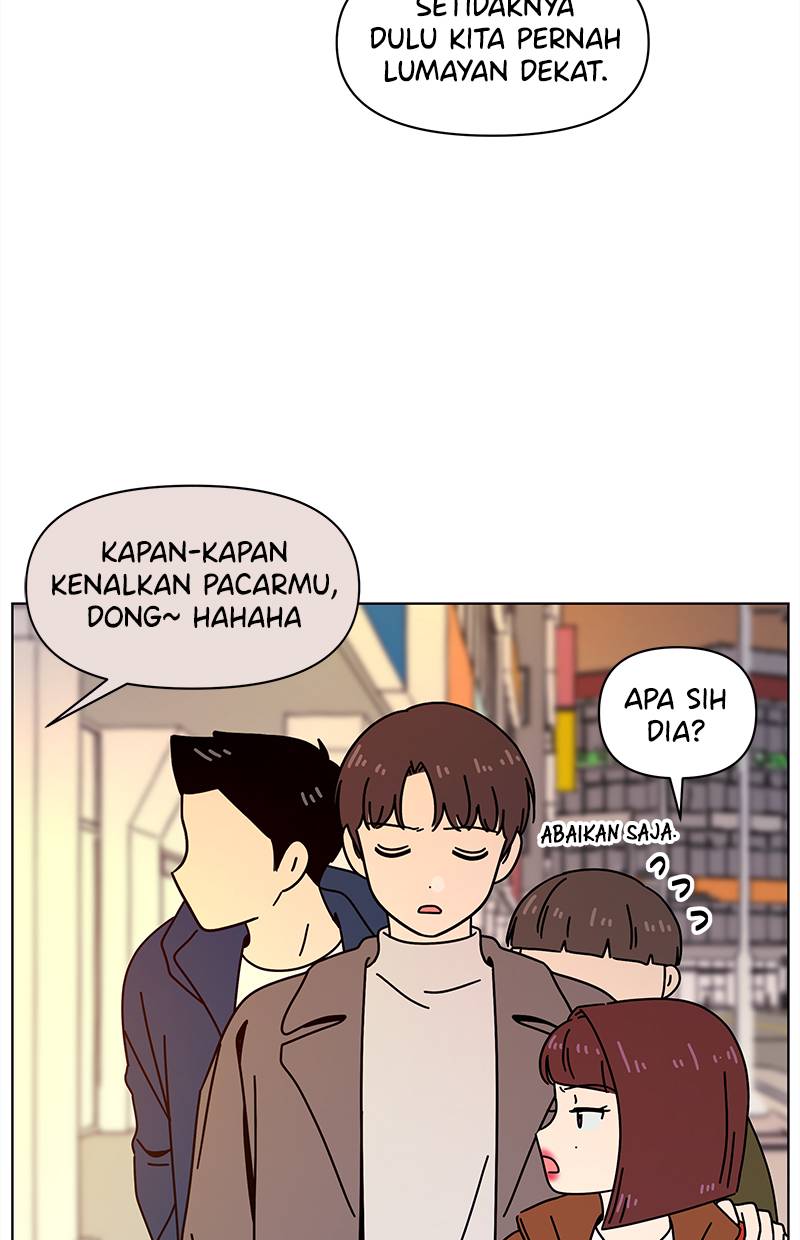 SETIDAKNYA
DULU KITA PERNAH
LUMAYAN DEKAT.
KAPAN-KAPAN
KENALKAN PACARMU,
DONG~ HAHAHA
APA SIH
DIA?
ABAIKAN SAJA.